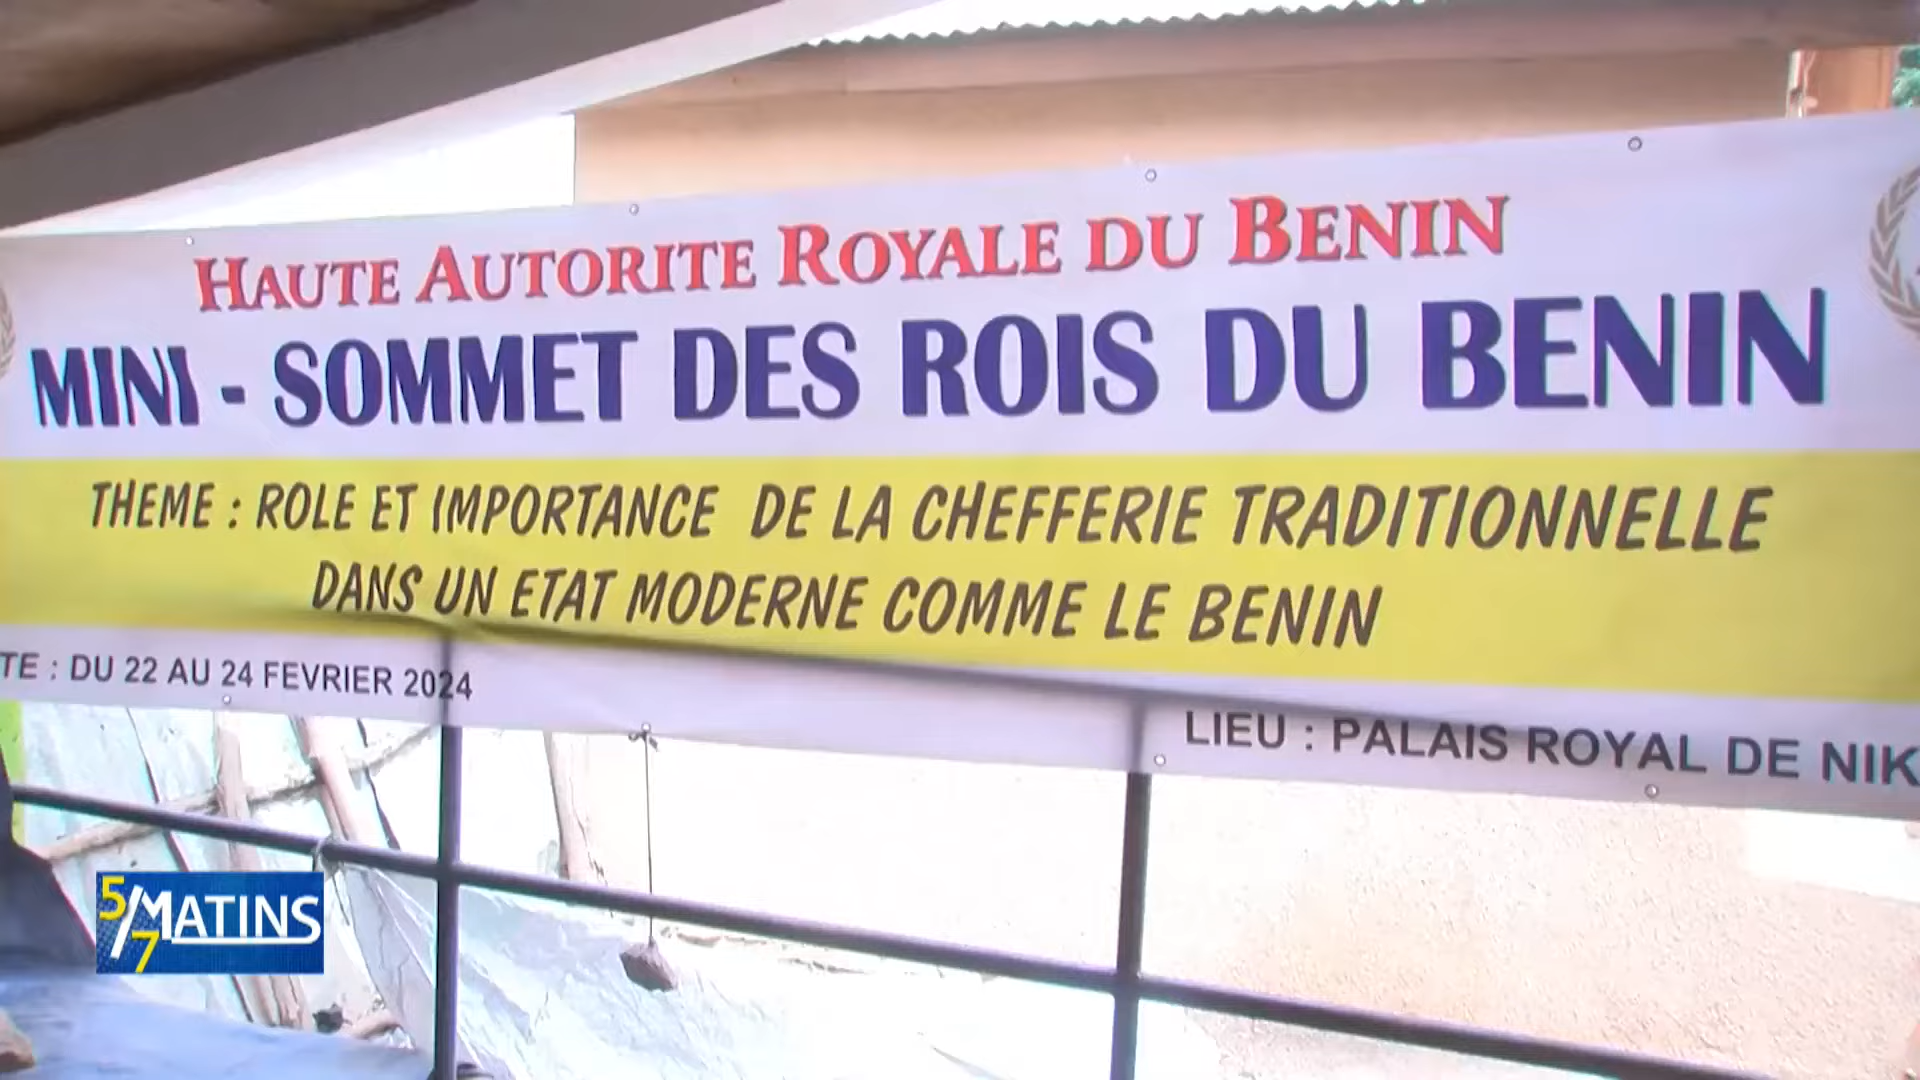 HAUTE AUTORITE ROYALE DU BENIN
MINI - SOMMET DES ROIS DU BENIN
THEME : ROLE ET IMPORTANCE DE LA CHEFFERIE TRADITIONNELLE
DANS UN ETAT MODERNE COMME LE BENIN
TE : DU 22 AU 24 FEVRIER 2024
LIEU : PALAIS ROYAL DE NIK
5/7 MATINS